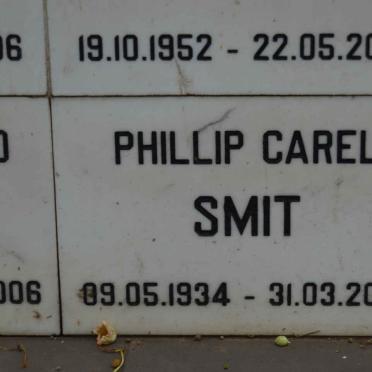 06
19.10.1952 - 22.05.20
PHILLIP CAREL
SMIT
006
09.05.1934 - 31.03.20